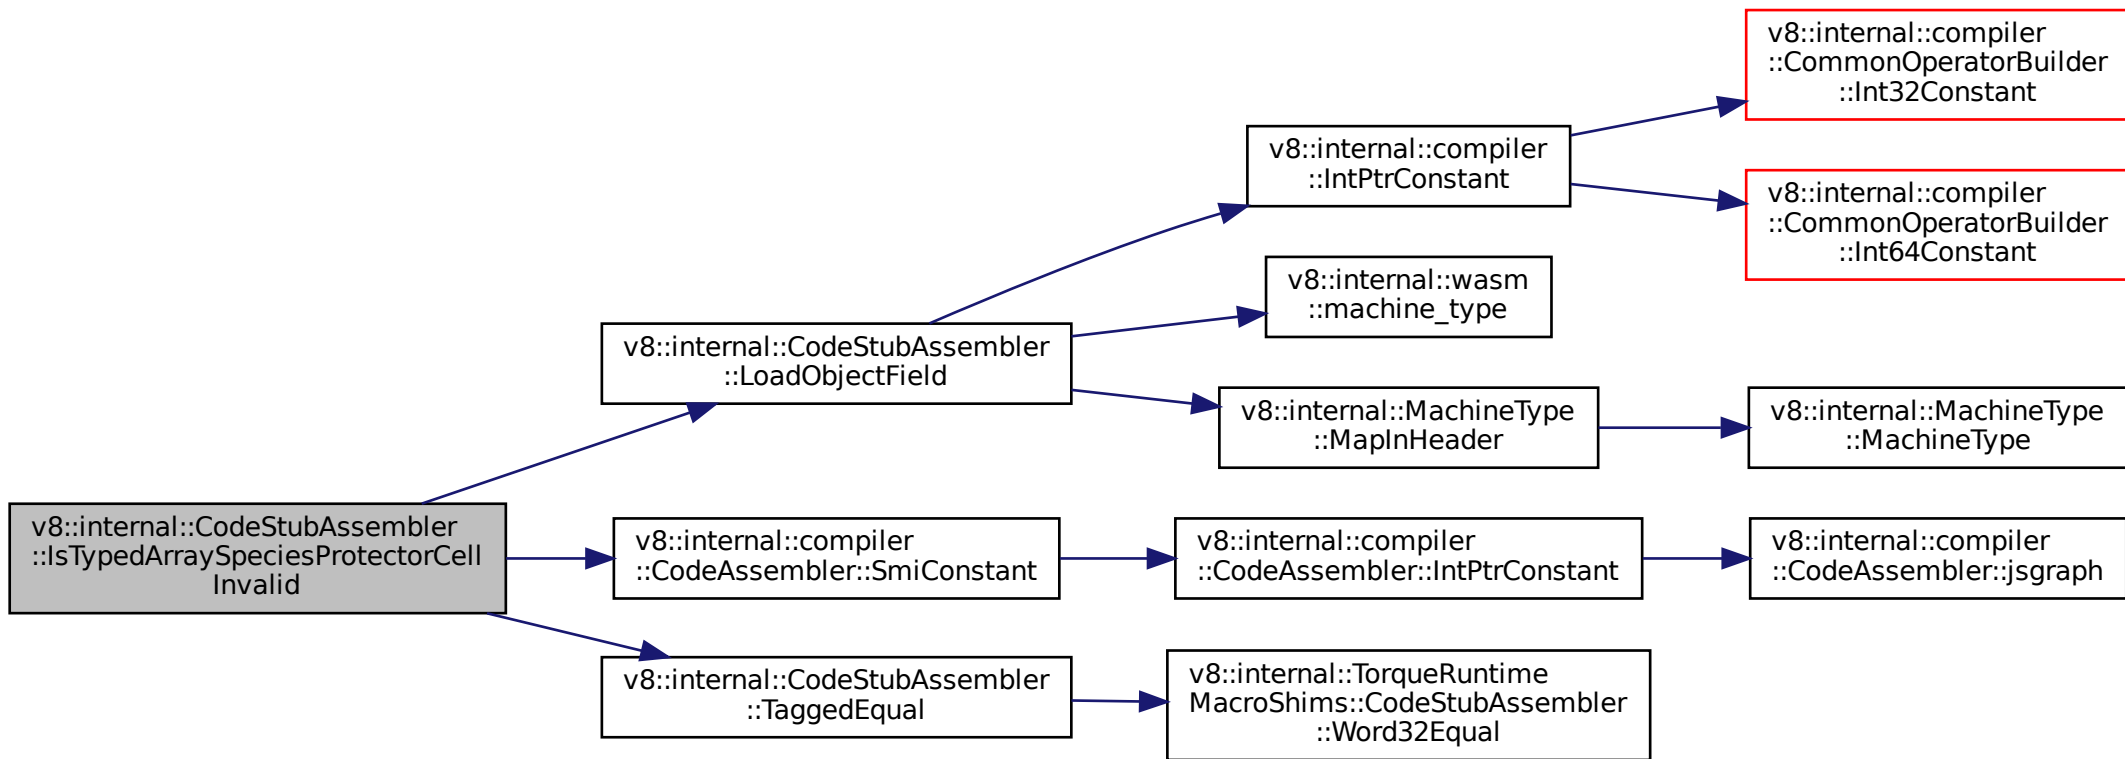 v8::internal::CodeStubAssembler
::IsTypedArraySpeciesProtectorCell
Invalid
v8::internal::CodeStubAssembler
::LoadObjectField
v8::internal::compiler
::IntPtrConstant
v8::internal::compiler
::CommonOperatorBuilder
::Int32Constant
v8::internal::compiler
::CommonOperatorBuilder
::Int64Constant
v8::internal::wasm
::machine_type
v8::internal::MachineType
::MapInHeader
v8::internal::MachineType
::MachineType
v8::internal::compiler
::CodeAssembler::SmiConstant
v8::internal::compiler
::CodeAssembler::IntPtrConstant
v8::internal::compiler
::CodeAssembler::jsgraph
v8::internal::CodeStubAssembler
::TaggedEqual
v8::internal::TorqueRuntime
MacroShims::CodeStubAssembler
::Word32Equal